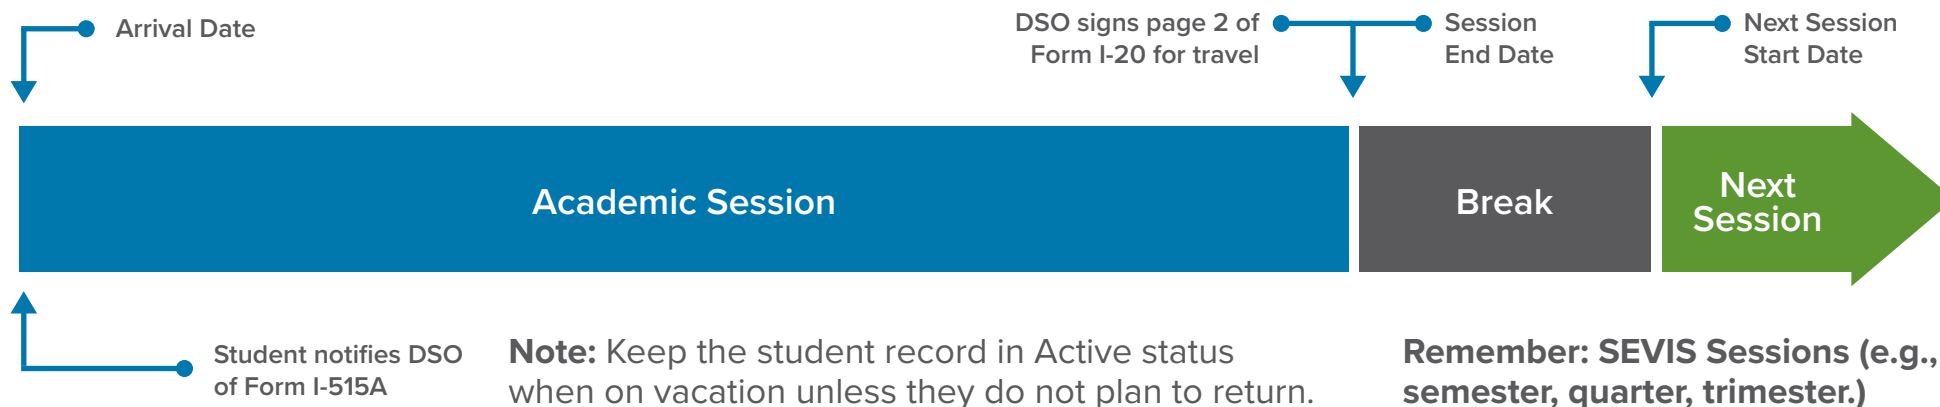 Arrival Date
DSO signs page 2 of
Form I-20 for travel
Session
End Date
Next Session
Start Date
Academic Session
Break
Next
Session
Student notifies DSO
of Form I-515A
Note: Keep the student record in Active status
when on vacation unless they do not plan to return.
Remember: SEVIS Sessions (e.g.,
semester, quarter, trimester.)